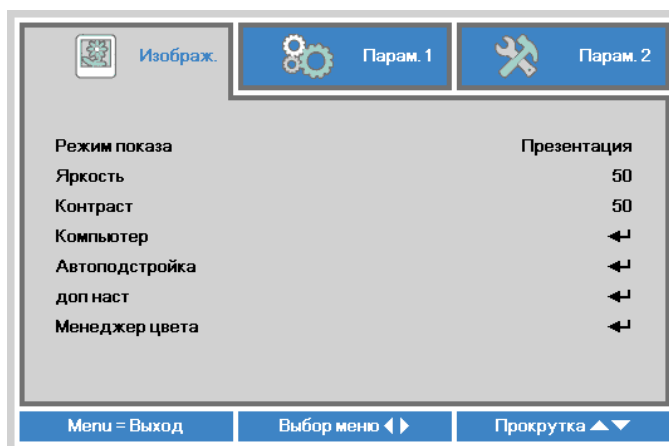 Изображ. Парам. 1 Парам. 2
Режим показа Презентация
Яркость 50
Контраст 50
Компьютер
Автоподстройка
доп наст
Менеджер цвета
Menu = Выход Выбор меню Прокрутка